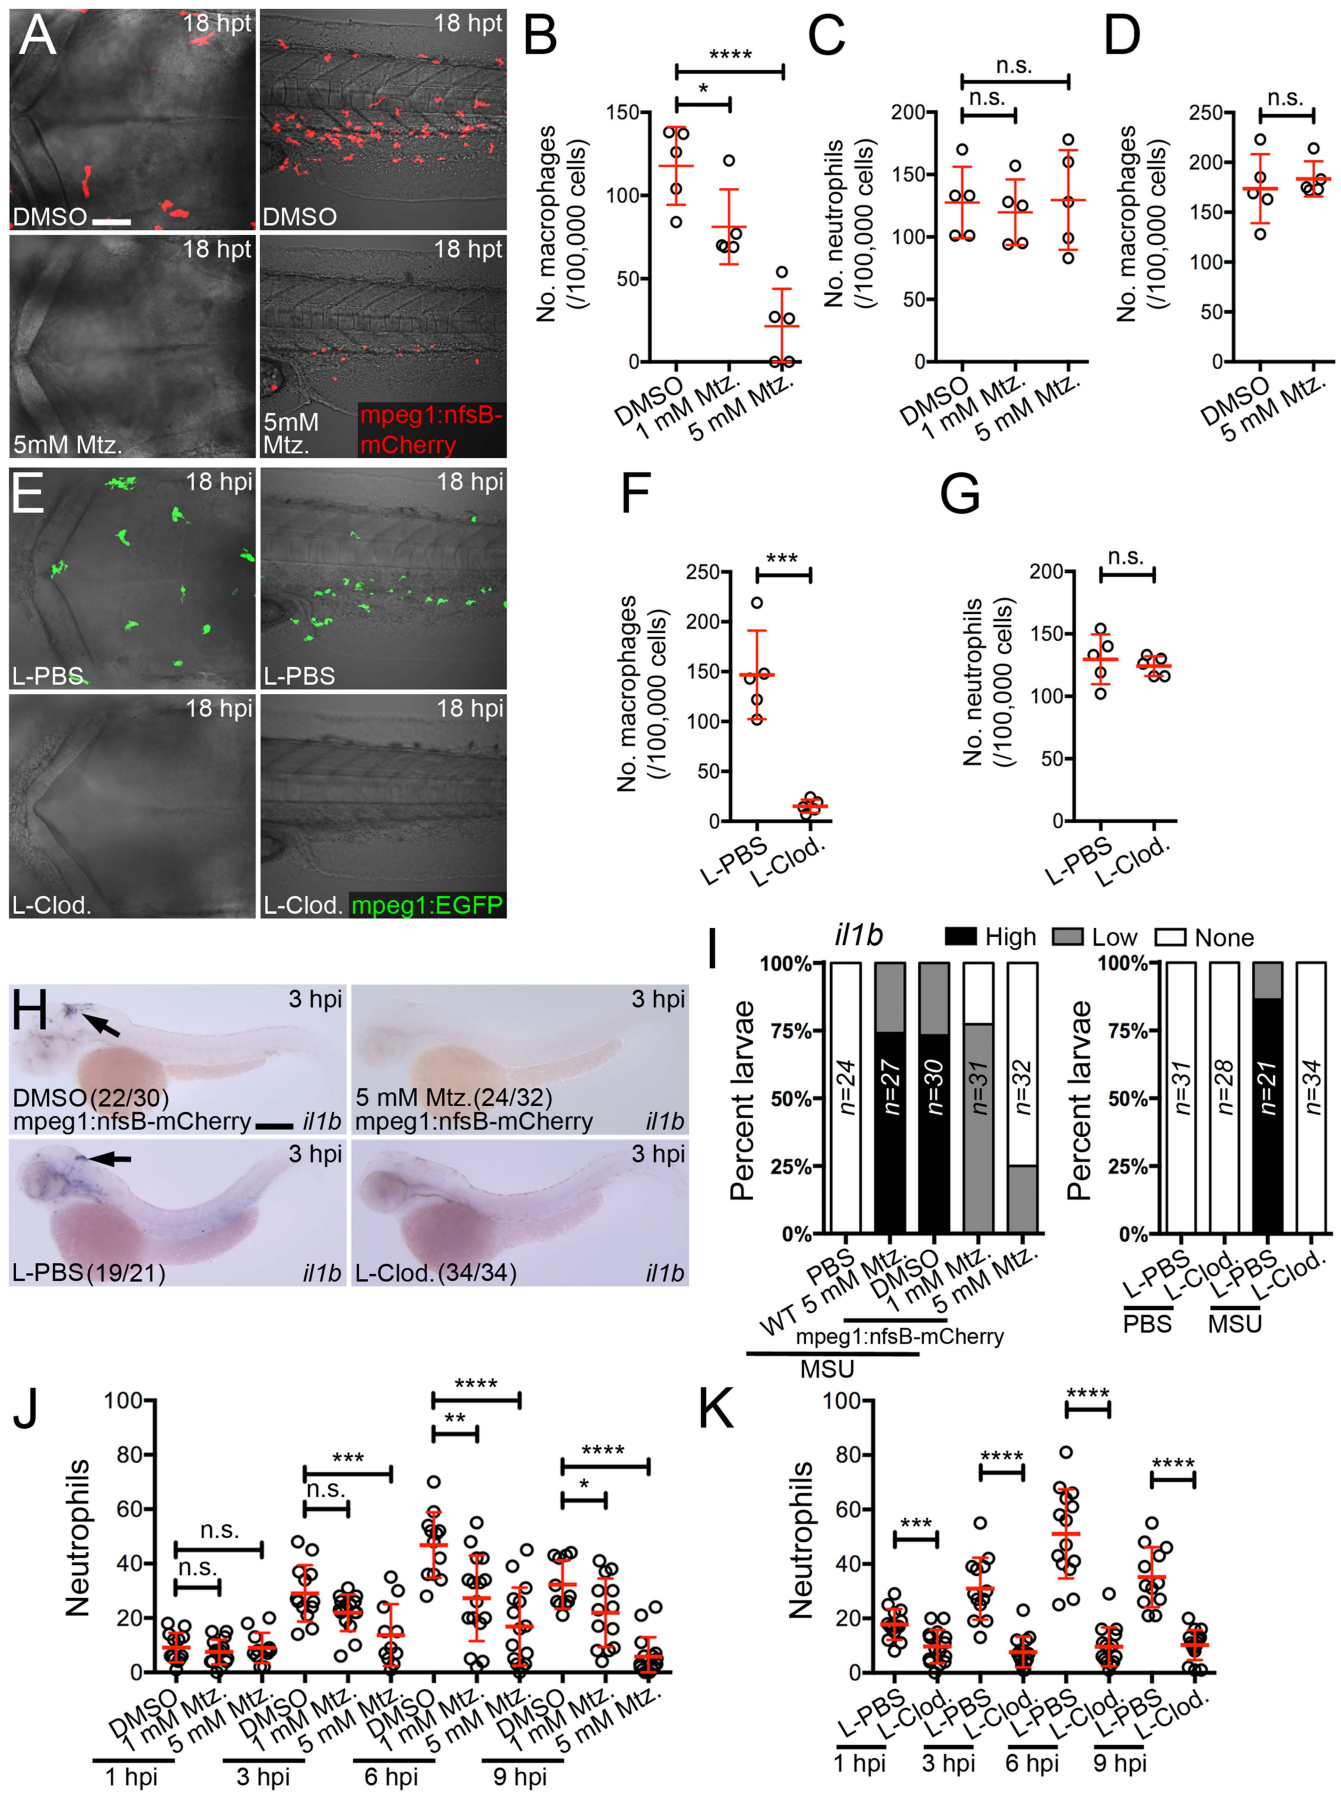 A
18 hpt
DMSO
18 hpt
DMSO
18 hpt
5mM Mtz.
18 hpt
5mM
Mtz.
mpeg1:nfsB-
mCherry
B
****
*
No. macrophages
(/100,000 cells)
150
100
50
0
DMSO
1 mM Mtz.
5 mM Mtz.
C
n.s.
n.s.
No. neutrophils
(/100,000 cells)
200
150
100
50
0
DMSO
1 mM Mtz.
5 mM Mtz.
D
n.s.
No. macrophages
(/100,000 cells)
250
200
150
100
50
0
DMSO
5 mM Mtz.
E
18 hpi
L-PBS
18 hpi
L-PBS
18 hpi
L-Clod.
18 hpi
L-Clod.
mpeg1:EGFP
F
***
No. macrophages
(/100,000 cells)
250
200
150
100
50
0
L-PBS
L-Clod.
G
n.s.
No. neutrophils
(/100,000 cells)
200
150
100
50
0
L-PBS
L-Clod.
H
3 hpi
DMSO(22/30)
mpeg1:nfsB-mCherry
il1b
3 hpi
5 mM Mtz.(24/32)
mpeg1:nfsB-mCherry
il1b
3 hpi
L-PBS(19/21)
il1b
3 hpi
L-Clod.(34/34)
il1b
I
il1b
High
Low
None
Percent larvae
100%
75%
50%
25%
0%
n=24
n=27
n=30
n=31
n=32
PBS
WT 5 mM Mtz.
DMSO
1 mM Mtz.
5 mM Mtz.
mpeg1:nfsB-mCherry
MSU
Percent larvae
100%
75%
50%
25%
0%
n=31
n=28
n=21
n=34
L-PBS
L-Clod.
L-PBS
L-Clod.
PBS
MSU
J
Neutrophils
100
80
60
40
20
0
n.s.
n.s.
***
n.s.
****
**
****
*
DMSO
1 mM Mtz.
5 mM Mtz.
DMSO
1 mM Mtz.
5 mM Mtz.
DMSO
1 mM Mtz.
5 mM Mtz.
DMSO
1 mM Mtz.
5 mM Mtz.
1 hpi
3 hpi
6 hpi
9 hpi
K
Neutrophils
100
80
60
40
20
0
***
****
****
****
L-PBS
L-Clod.
L-PBS
L-Clod.
L-PBS
L-Clod.
L-PBS
L-Clod.
1 hpi
3 hpi
6 hpi
9 hpi